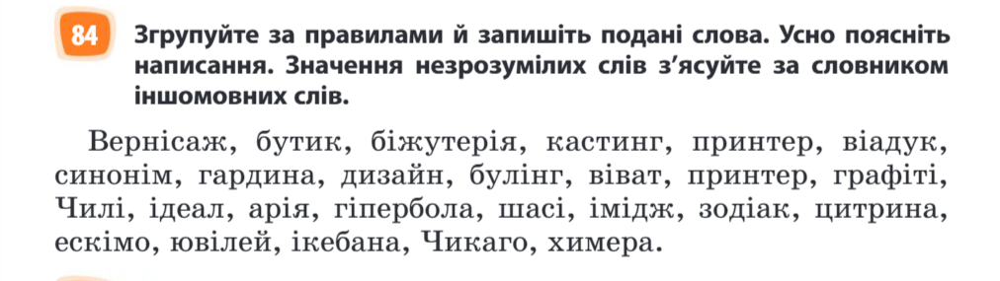 84 Згрупуйте за правилами й запишіть подані слова. Усно поясніть
написання. Значення незрозумілих слів з’ясуйте за словником
іншомовних слів.
Вернісаж, бутик, біжутерія, кастинг, принтер, віадук,
синонім, гардина, дизайн, булінг, віват, принтер, графіті,
Чилі, ідеал, арія, гіпербола, шасі, імідж, зодіак, цитрина,
ескімо, ювілей, ікебана, Чикаго, химера.